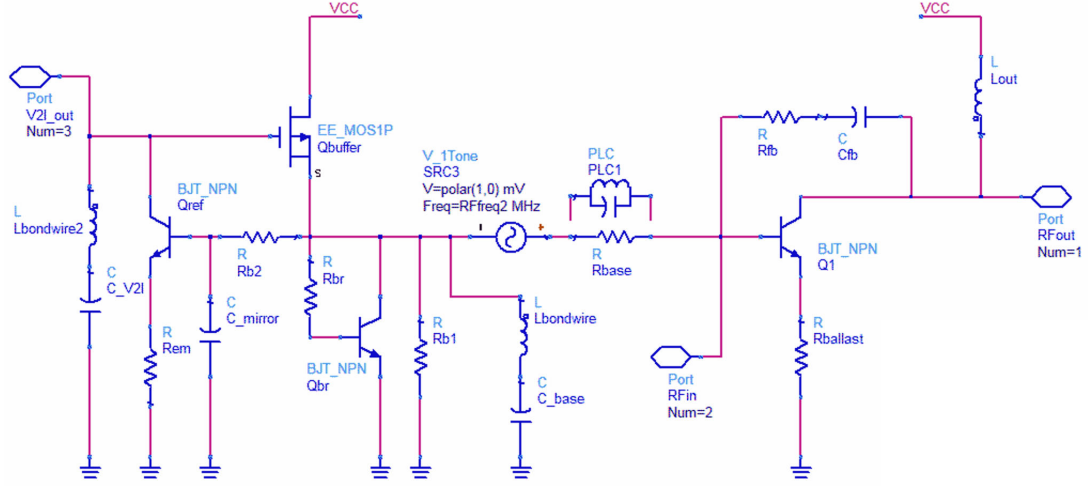 VCC
VCC
L
Lout
Port
V2I_out
Num=3
EE_MOS1P
Qbuffer
S
R
Rfb
C
Cfb
V_1Tone
SRC3
V=polar(1,0) mV
Freq=RFfreq2 MHz
PLC
PLC1
BJT_NPN
Qref
L
Lbondwire2
Port
RFout
Num=1
R
Rb2
R
Rbr
R
Rbase
BJT_NPN
Q1
C
C_V2I
C
C_mirror
R
Rem
R
Rb1
L
Lbondwire
R
Rballast
BJT_NPN
Qbr
C
C_base
Port
RFin
Num=2